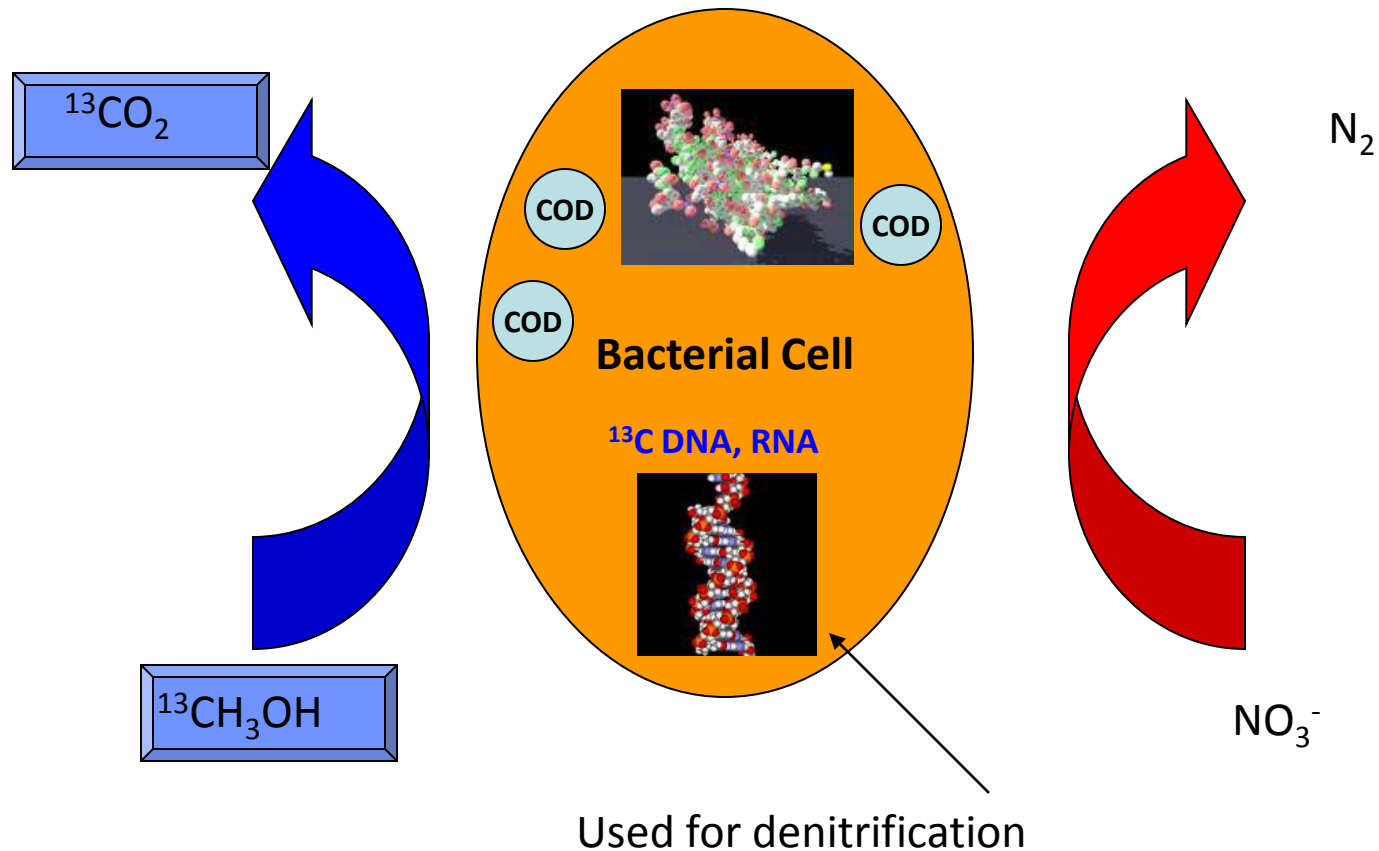 ¹³CO₂
N₂
COD
COD
COD
Bacterial Cell
¹³C DNA, RNA
¹³CH₃OH
NO₃⁻
Used for denitrification